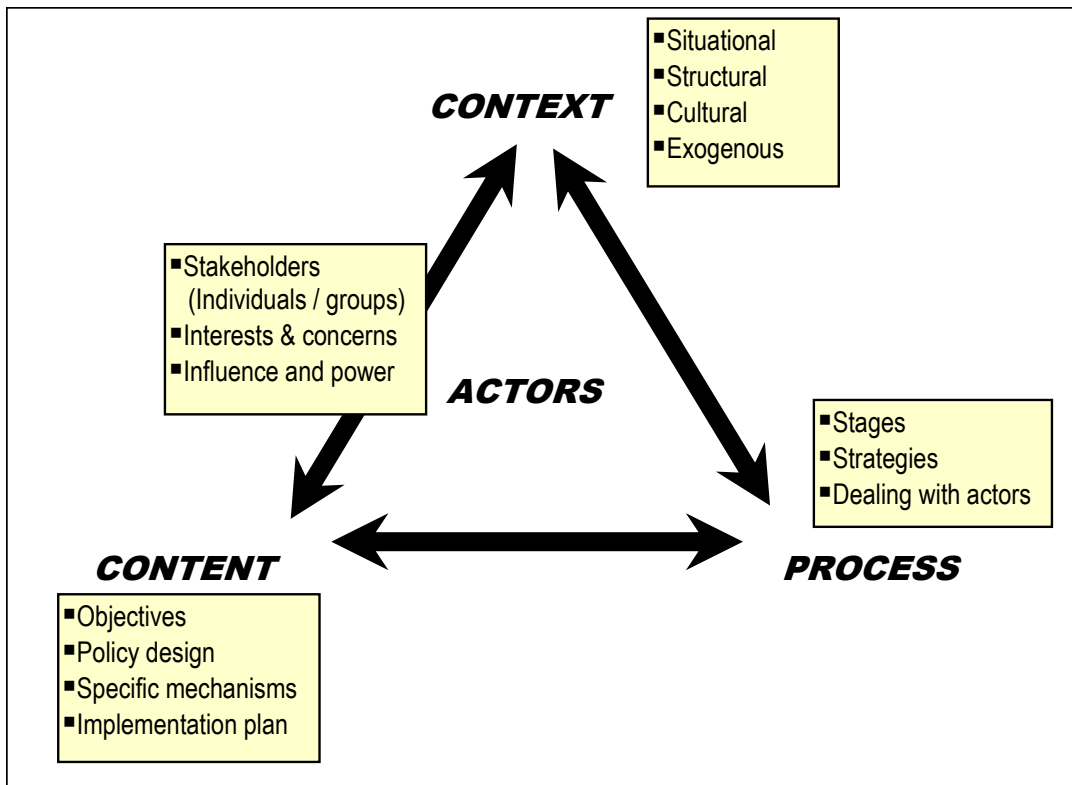 CONTEXT
▪Situational
▪Structural
▪Cultural
▪Exogenous
▪Stakeholders
(Individuals / groups)
▪Interests & concerns
▪Influence and power
ACTORS
▪Stages
▪Strategies
▪Dealing with actors
CONTENT
▪Objectives
▪Policy design
▪Specific mechanisms
▪Implementation plan
PROCESS